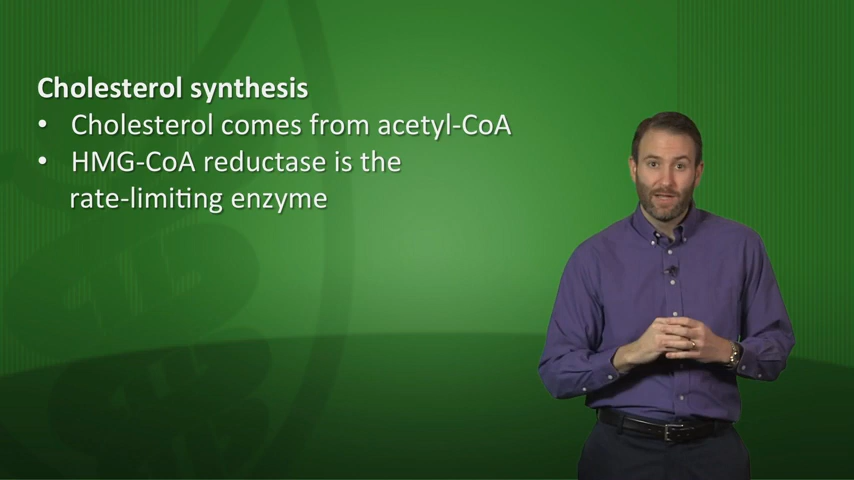 Cholesterol synthesis
• Cholesterol comes from acetyl-CoA
• HMG-CoA reductase is the
rate-limiting enzyme